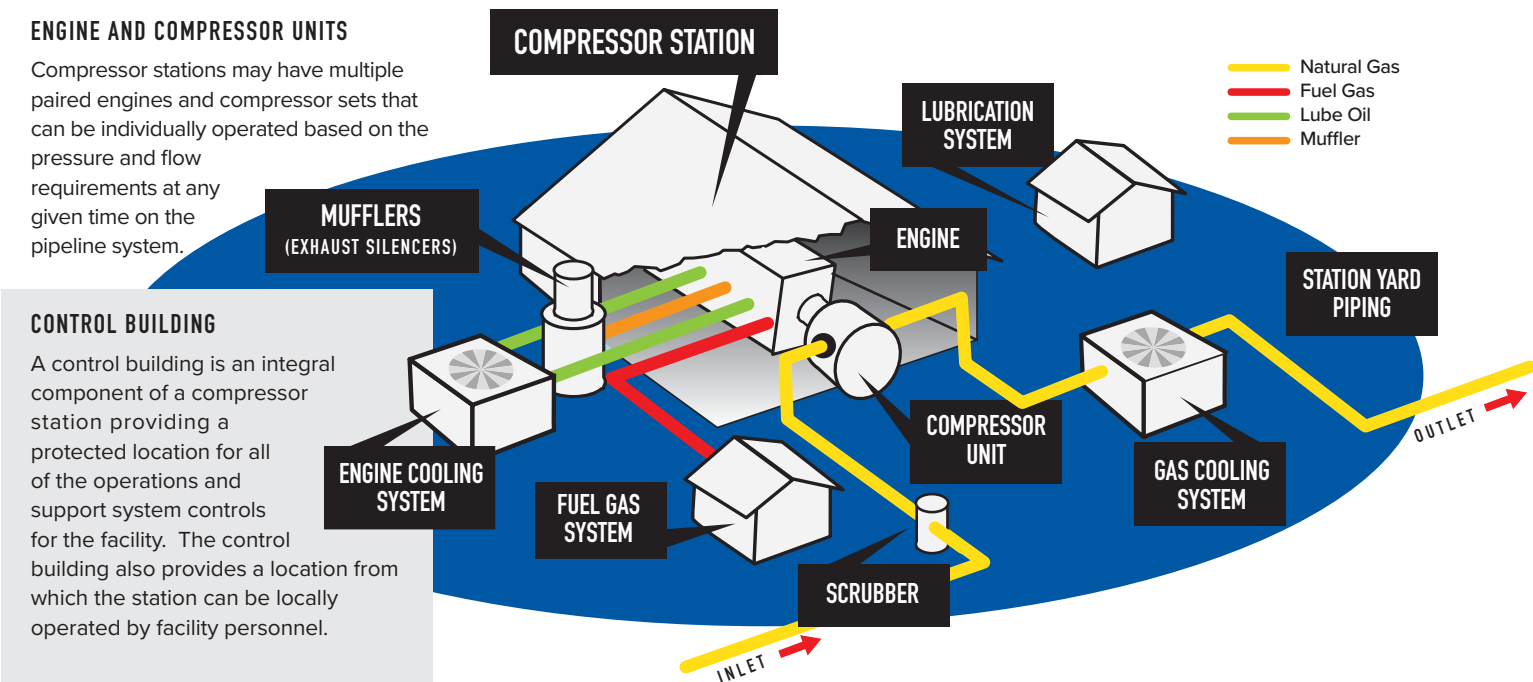 ENGINE AND COMPRESSOR UNITS
Compressor stations may have multiple
paired engines and compressor sets that
can be individually operated based on the
pressure and flow
requirements at any
given time on the
pipeline system.
CONTROL BUILDING
A control building is an integral
component of a compressor
station providing a
protected location for all
of the operations and
support system controls
for the facility. The control
building also provides a location from
which the station can be locally
operated by facility personnel.
COMPRESSOR STATION
Natural Gas
Fuel Gas
Lube Oil
Muffler
LUBRICATION
SYSTEM
MUFFLERS
(EXHAUST SILENCERS)
ENGINE
STATION YARD
PIPING
ENGINE COOLING
SYSTEM
FUEL GAS
SYSTEM
COMPRESSOR
UNIT
GAS COOLING
SYSTEM
OUTLET
SCRUBBER
INLET